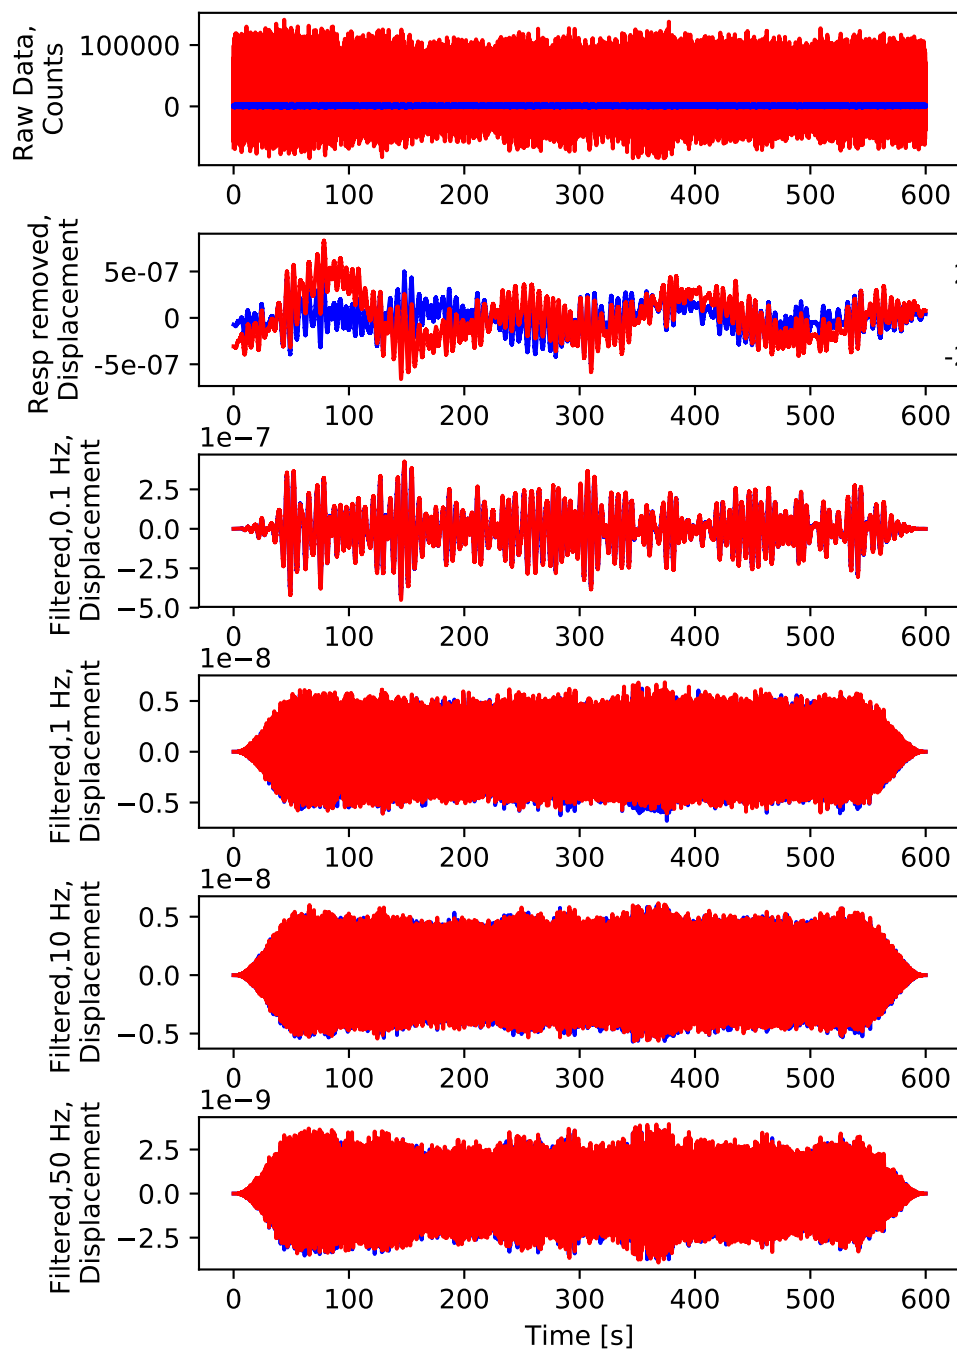 Raw Data,
Counts
100000
0
0 100 200 300 400 500 600
Resp removed,
Displacement
5e-07
0
-5e-07
0 100 200 300 400 500 600
1e−7
Filtered,0.1 Hz,
Displacement
2.5
0.0
−2.5
−5.0
0 100 200 300 400 500 600
1e−8
Filtered,1 Hz,
Displacement
0.5
0.0
−0.5
0 100 200 300 400 500 600
1e−8
Filtered,10 Hz,
Displacement
0.5
0.0
−0.5
0 100 200 300 400 500 600
1e−9
Filtered,50 Hz,
Displacement
2.5
0.0
−2.5
0 100 200 300 400 500 600
Time [s]